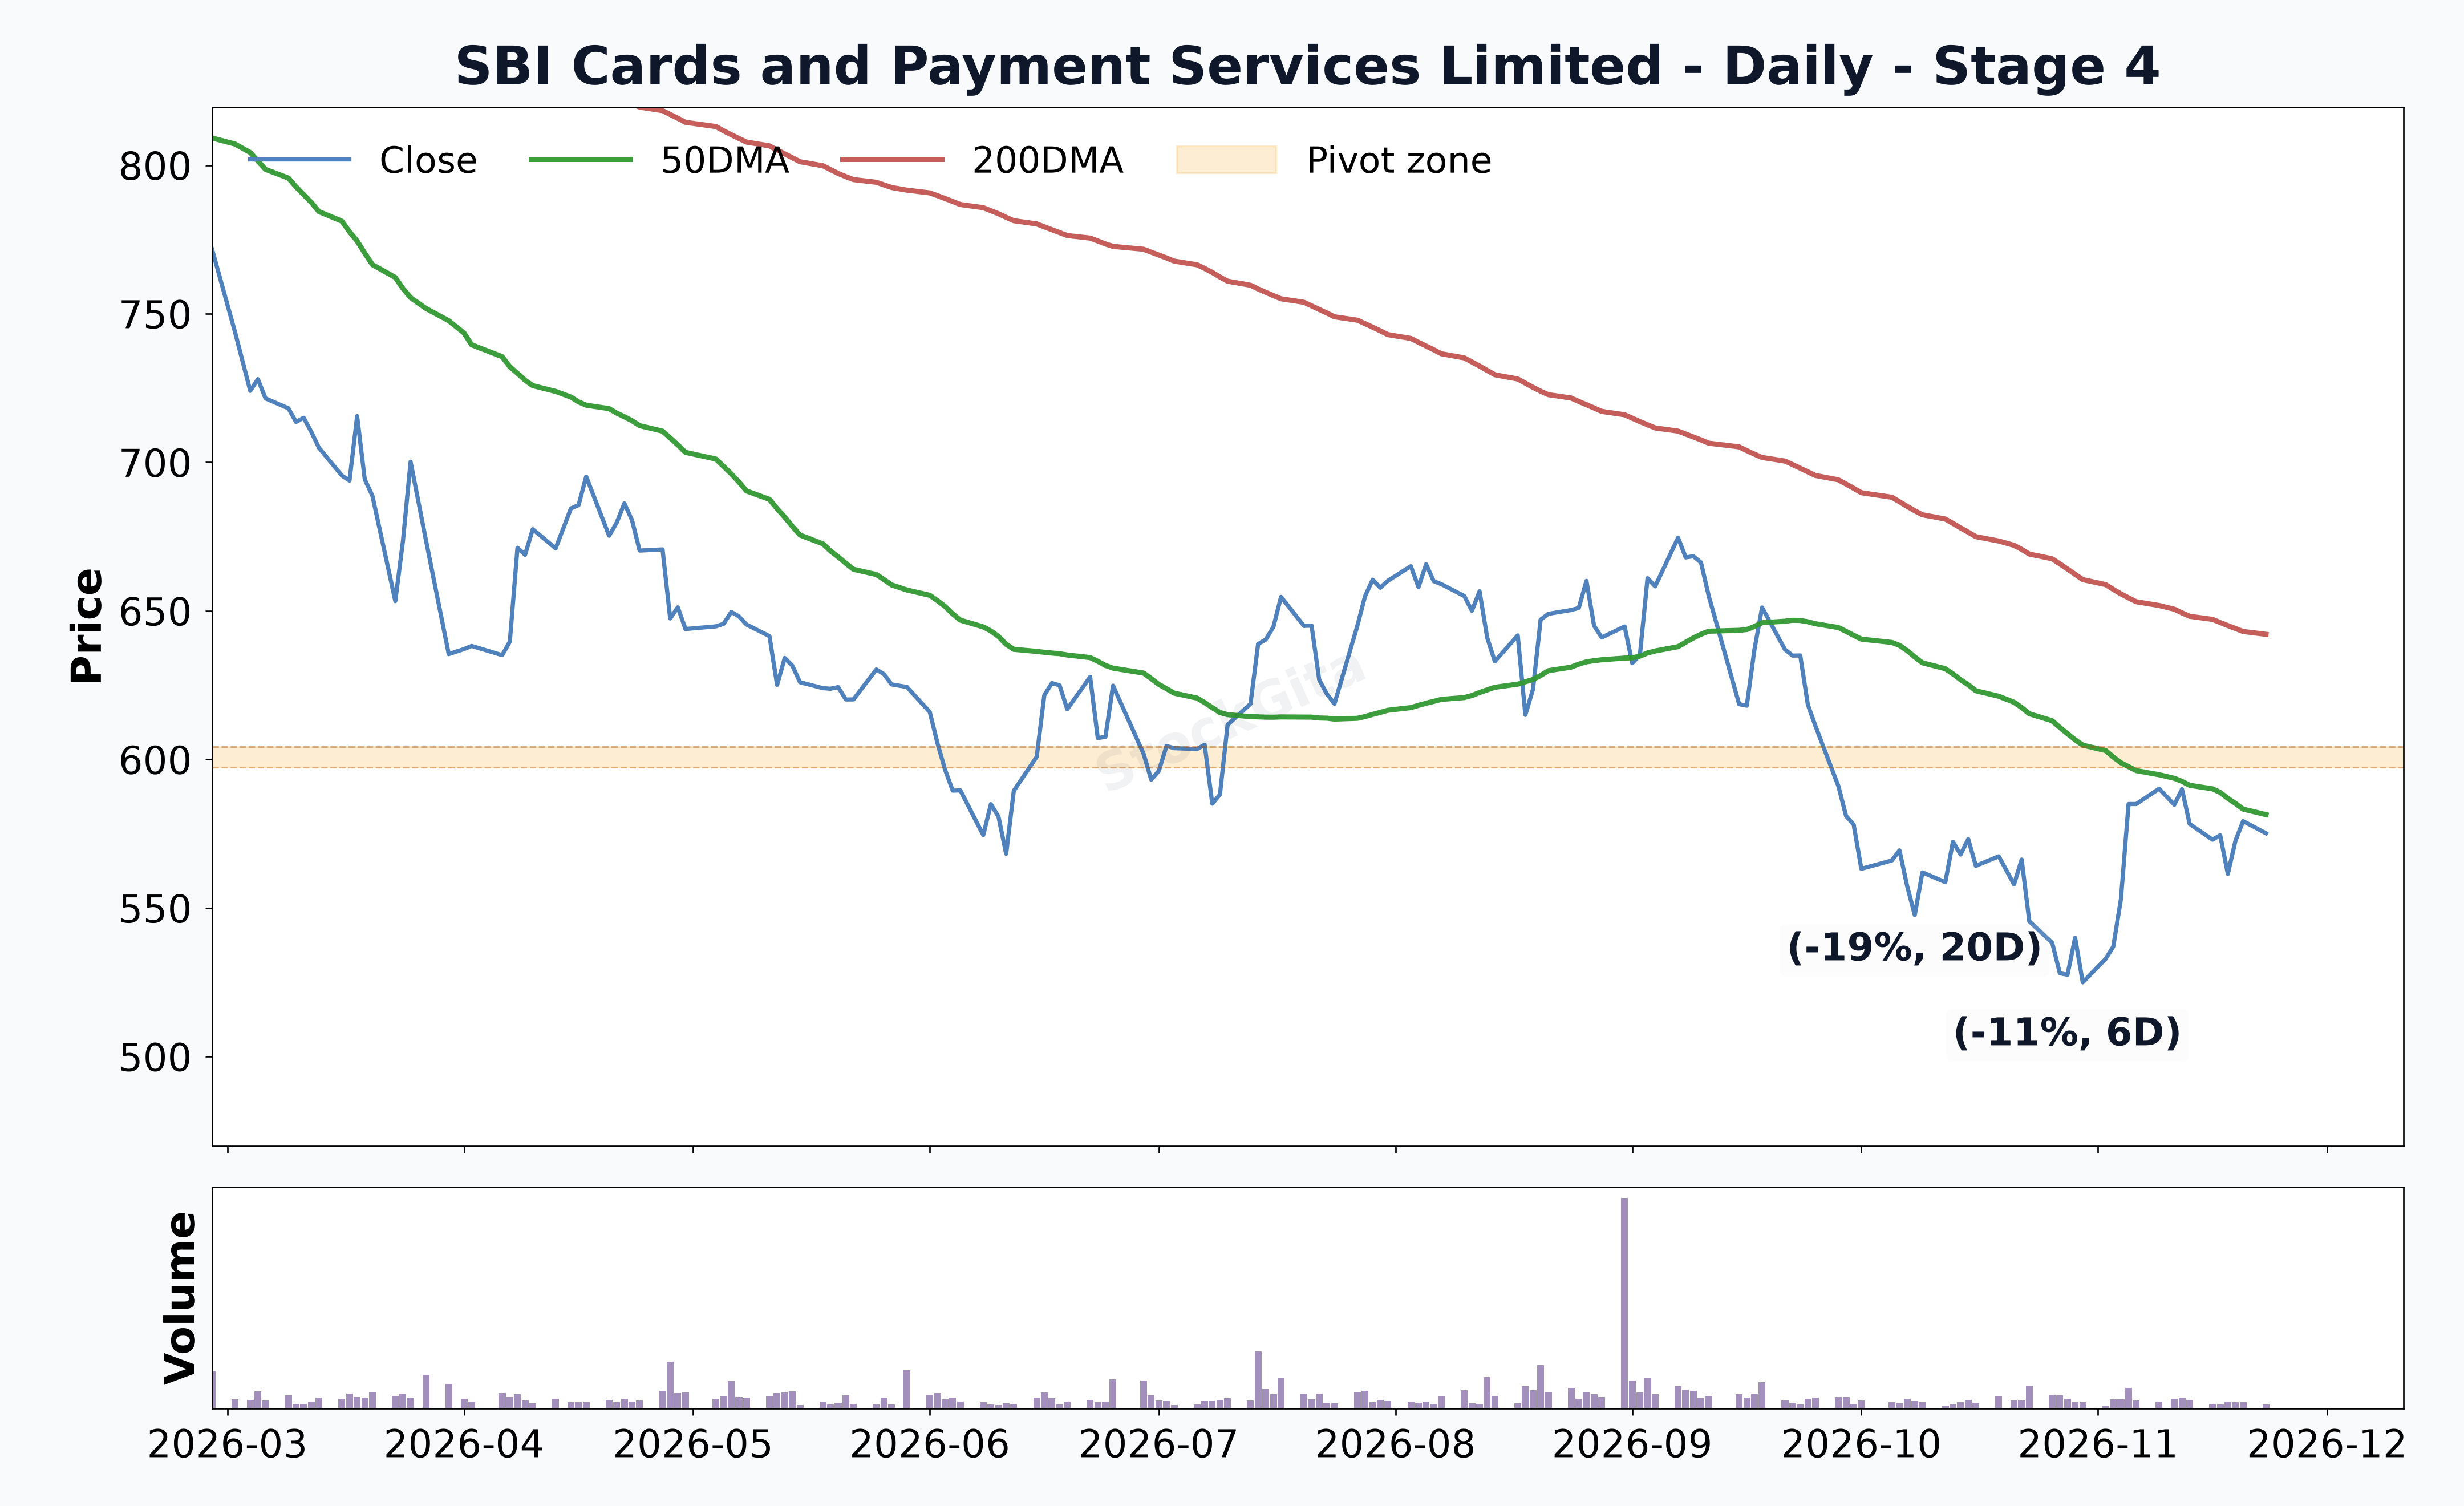 SBI Cards and Payment Services Limited - Daily - Stage 4
Close 50DMA 200DMA Pivot zone
Price
800
750
700
650
600
550
500
StockGita
(-19%, 20D)
(-11%, 6D)
Volume
2026-03 2026-04 2026-05 2026-06 2026-07 2026-08 2026-09 2026-10 2026-11 2026-12